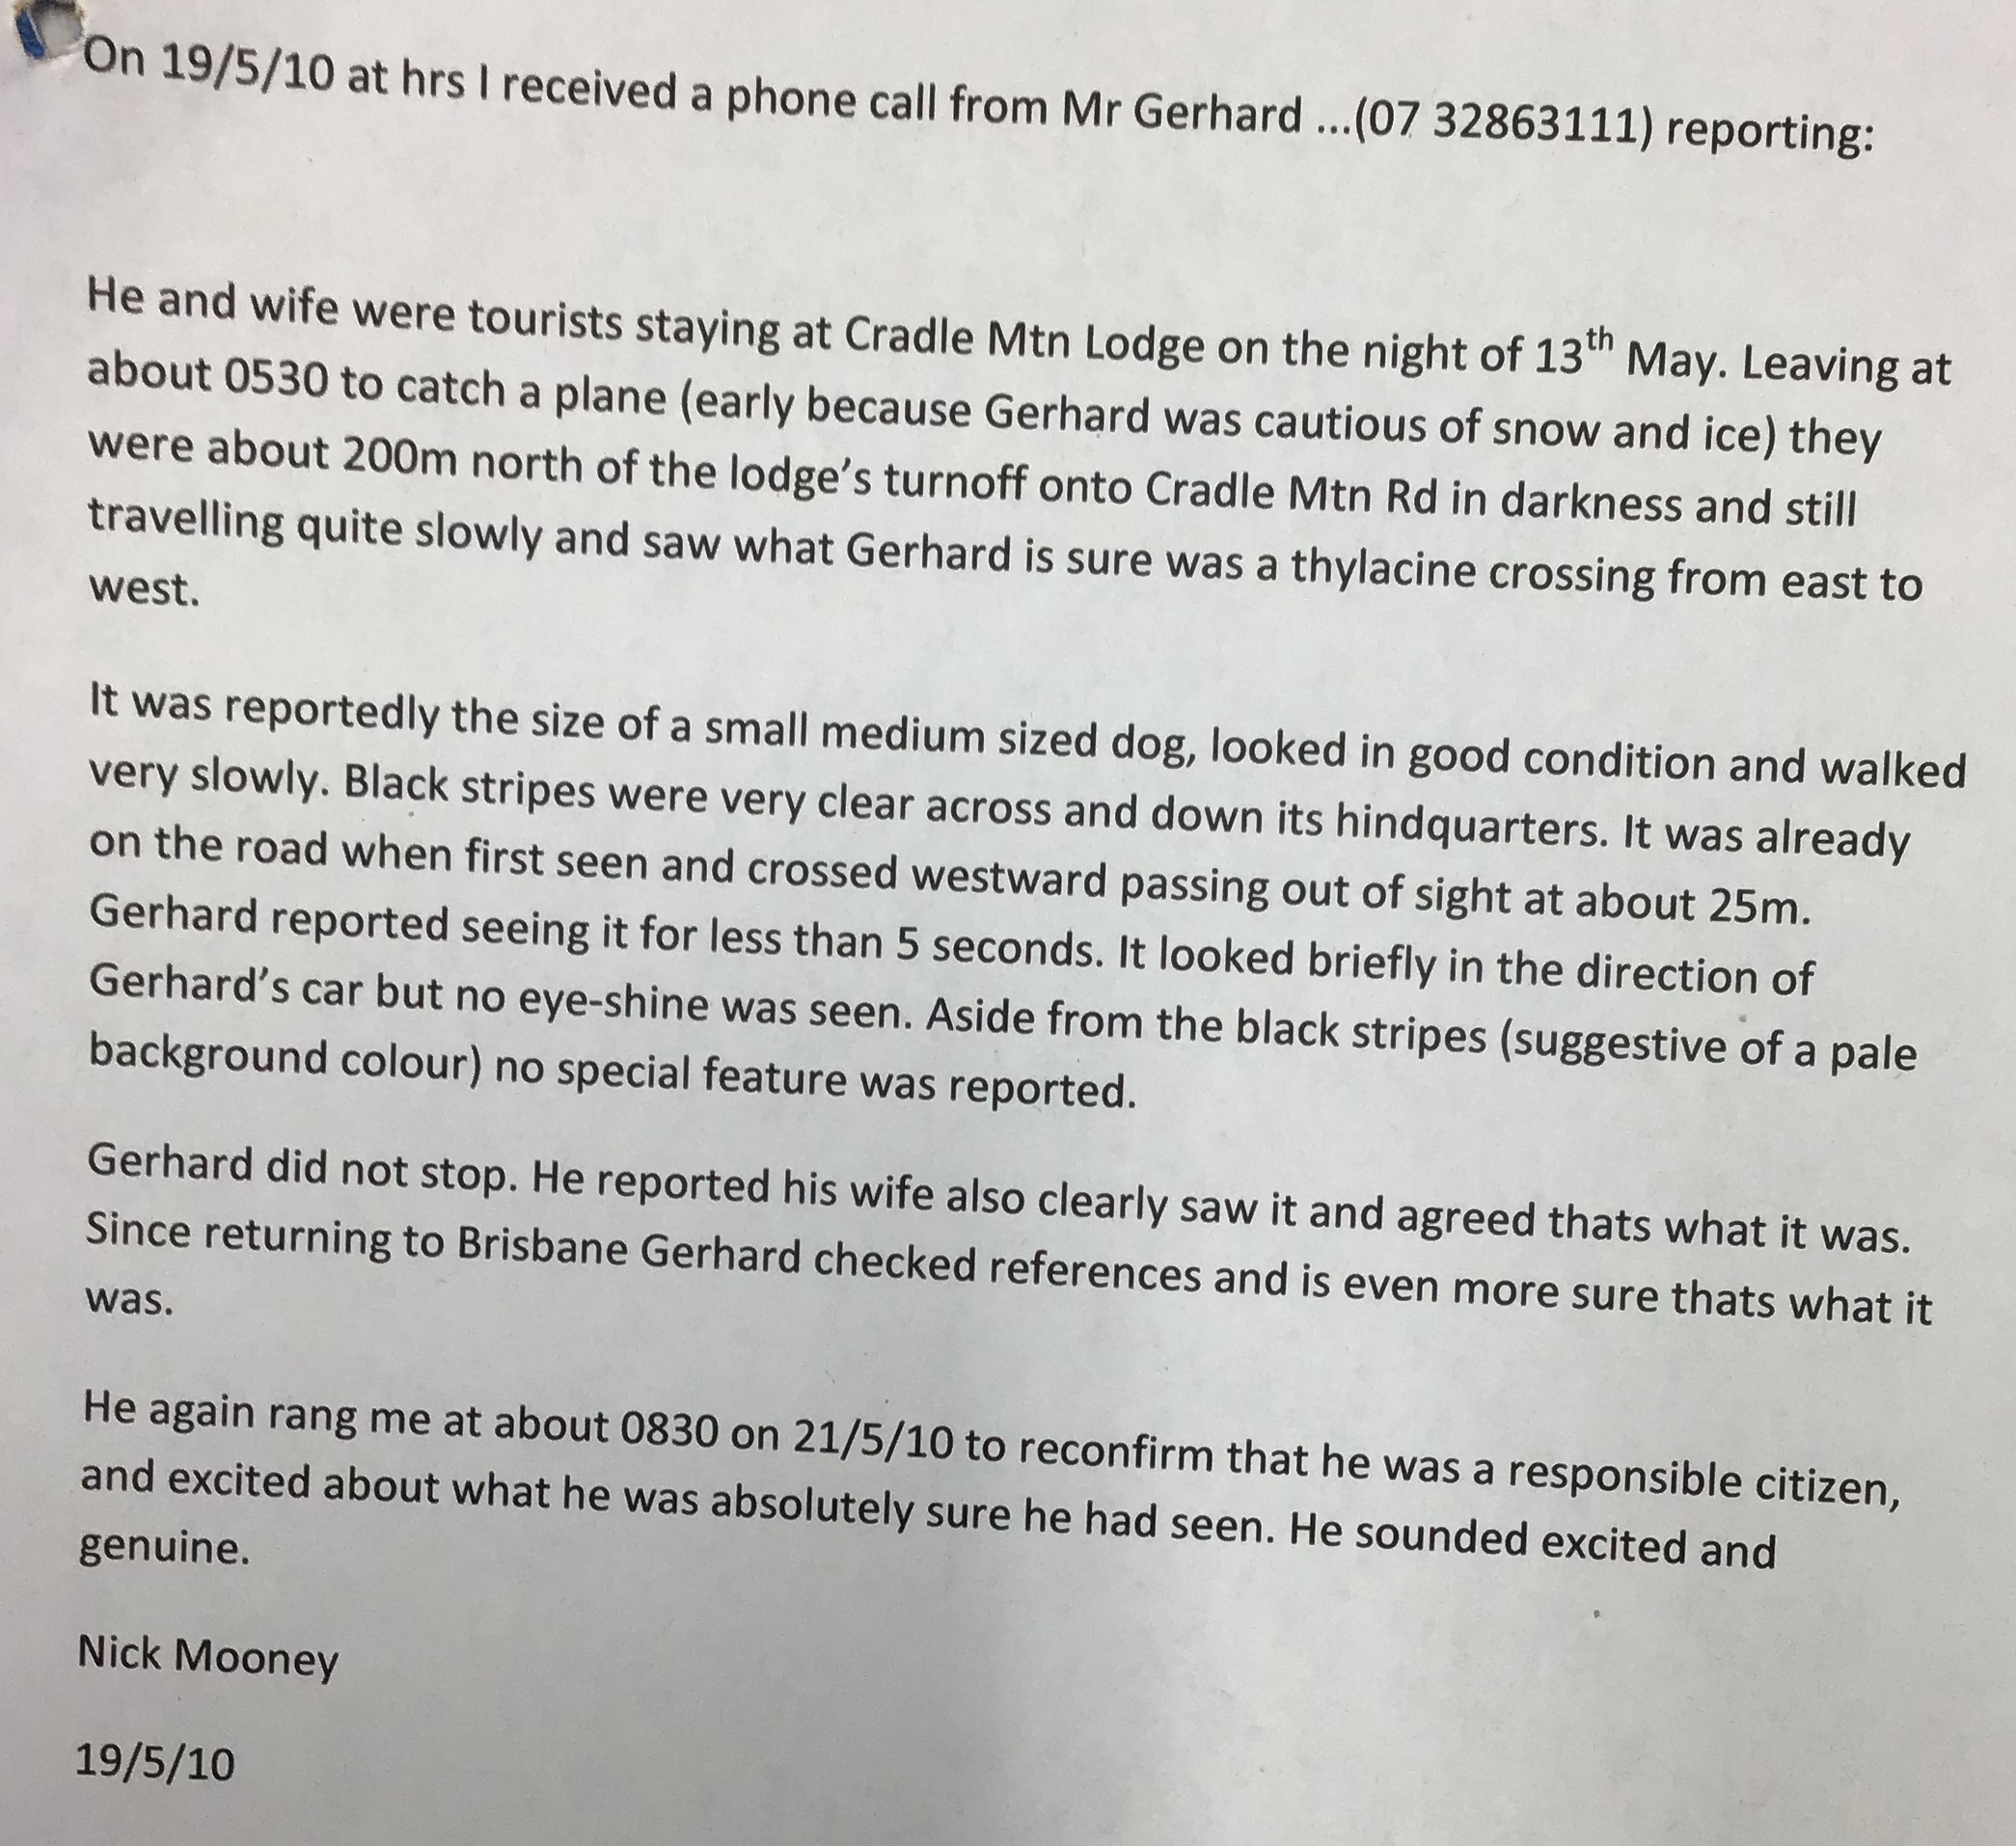 On 19/5/10 at hrs I received a phone call from Mr Gerhard ...(07 32863111) reporting:
He and wife were tourists staying at Cradle Mtn Lodge on the night of 13th May. Leaving at
about 0530 to catch a plane (early because Gerhard was cautious of snow and ice) they
were about 200m north of the lodge's turnoff onto Cradle Mtn Rd in darkness and still
travelling quite slowly and saw what Gerhard is sure was a thylacine crossing from east to
west.
It was reportedly the size of a small medium sized dog, looked in good condition and walked
very slowly. Black stripes were very clear across and down its hindquarters. It was already
on the road when first seen and crossed westward passing out of sight at about 25m.
Gerhard reported seeing it for less than 5 seconds. It looked briefly in the direction of
Gerhard's car but no eye-shine was seen. Aside from the black stripes (suggestive of a pale
background colour) no special feature was reported.
Gerhard did not stop. He reported his wife also clearly saw it and agreed thats what it was.
Since returning to Brisbane Gerhard checked references and is even more sure thats what it
was.
He again rang me at about 0830 on 21/5/10 to reconfirm that he was a responsible citizen,
and excited about what he was absolutely sure he had seen. He sounded excited and
genuine.
Nick Mooney
19/5/10